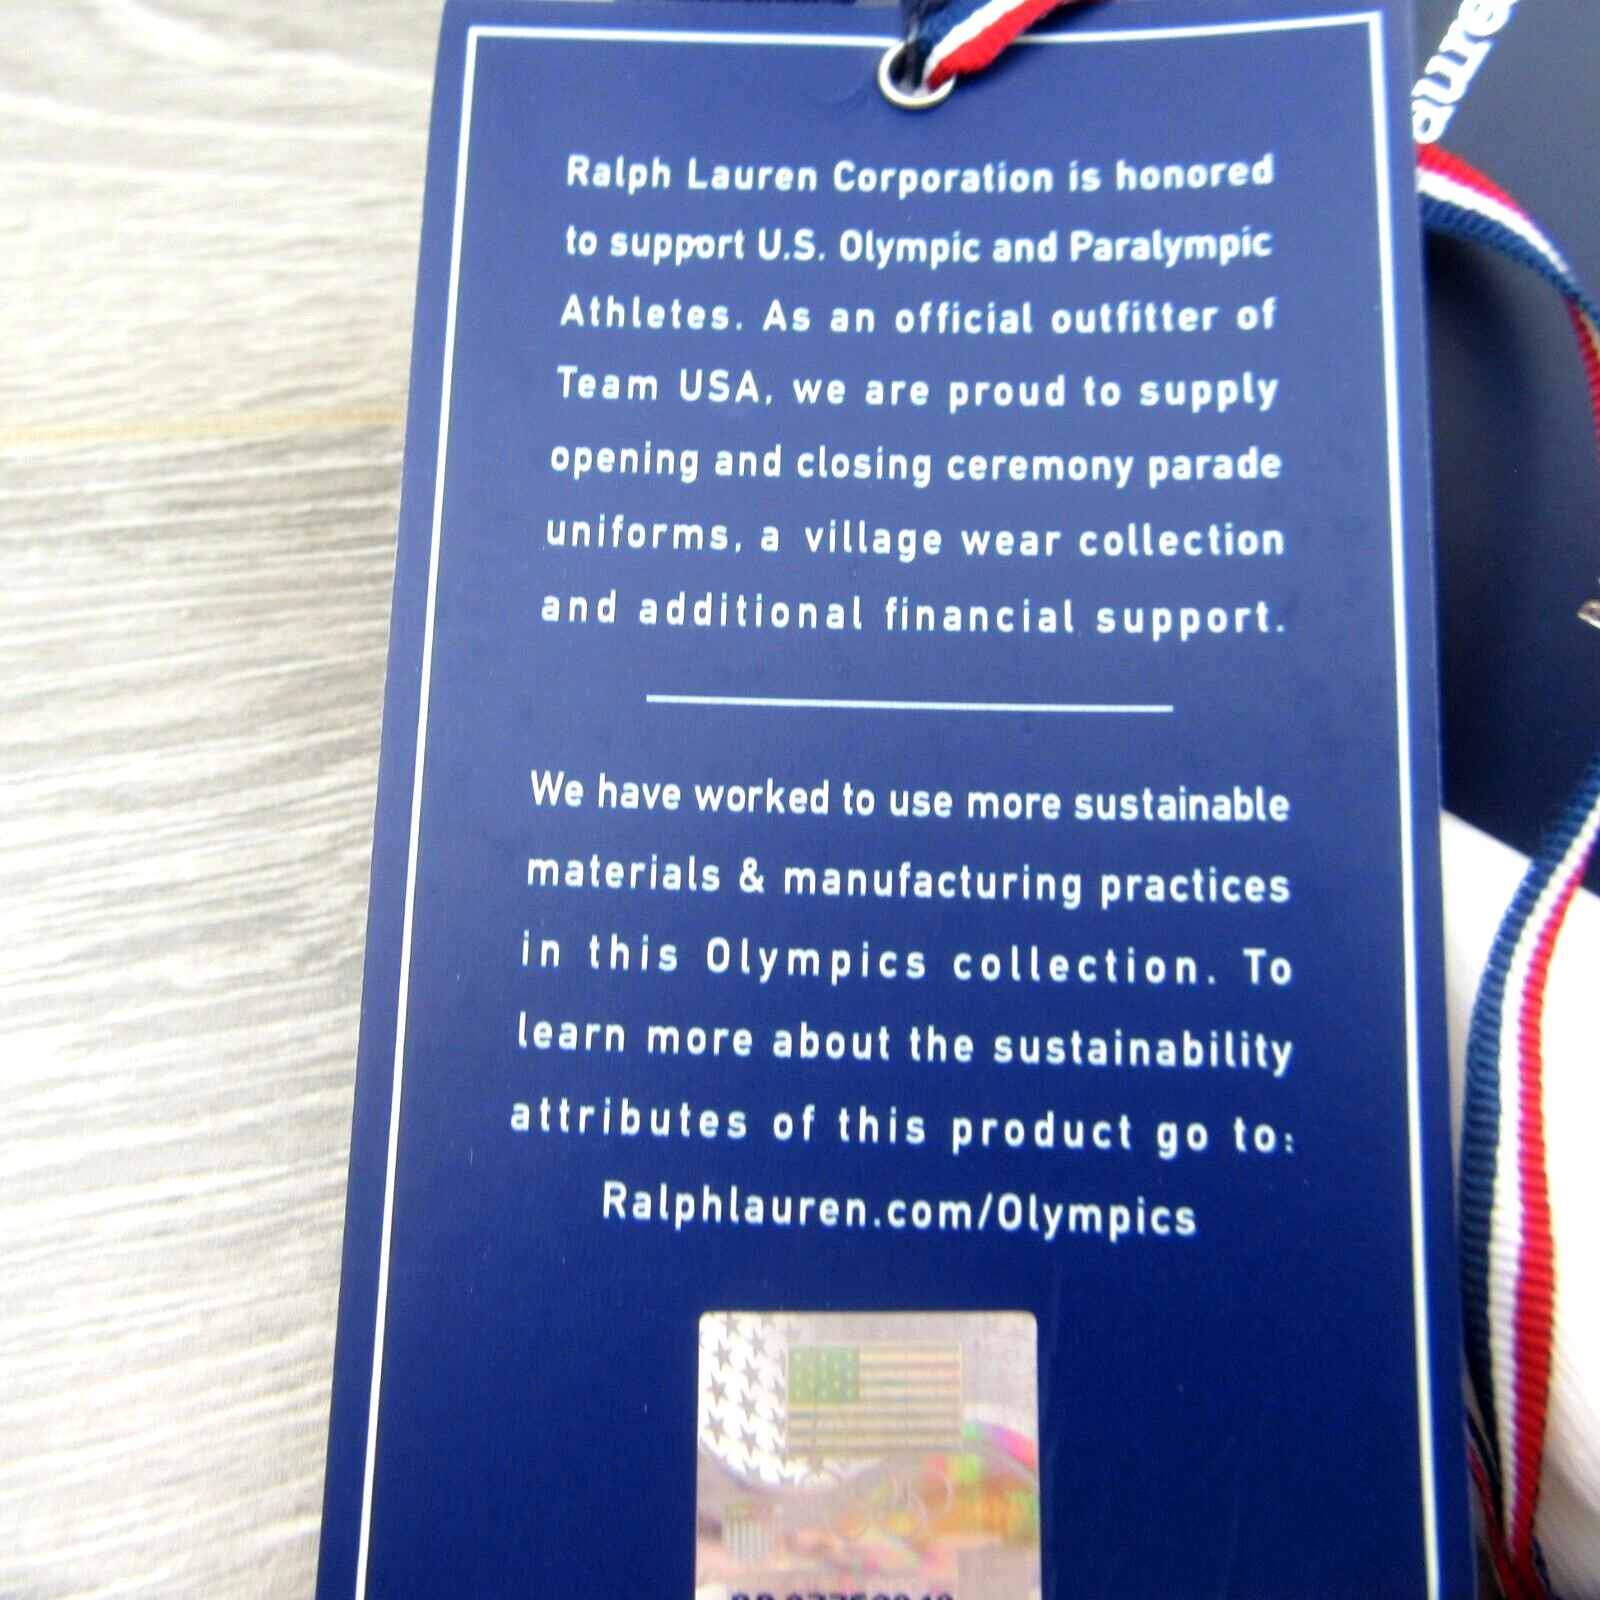 Ralph Lauren Corporation is honored
to support U.S. Olympic and Paralympic
Athletes. As an official outfitter of
Team USA, we are proud to supply
opening and closing ceremony parade
uniforms, a village wear collection
and additional financial support.
We have worked to use more sustainable
materials & manufacturing practices
in this Olympics collection. To
learn more about the sustainability
attributes of this product go to:
Ralphlauren.com/Olympics